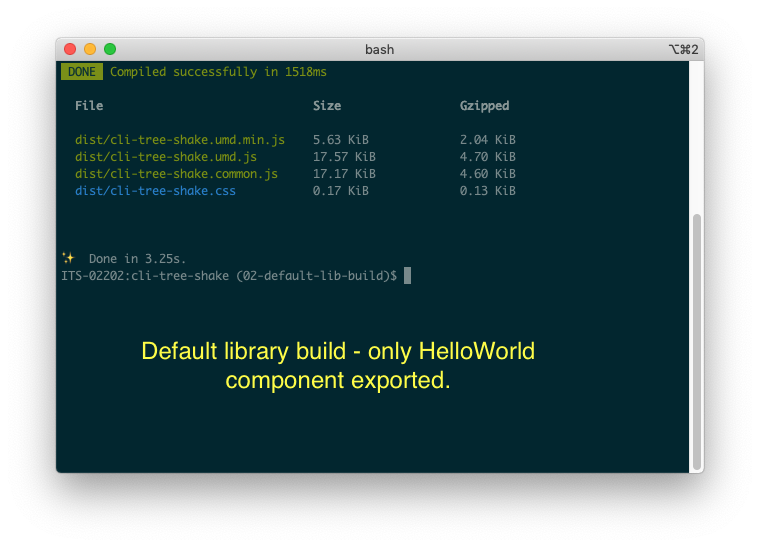 bash
⌥⌘2
DONE Compiled successfully in 1518ms
File Size Gzipped
dist/cli-tree-shake.umd.min.js 5.63 KiB 2.04 KiB
dist/cli-tree-shake.umd.js 17.57 KiB 4.70 KiB
dist/cli-tree-shake.common.js 17.17 KiB 4.60 KiB
dist/cli-tree-shake.css 0.17 KiB 0.13 KiB
✨ Done in 3.25s.
ITS-02202:cli-tree-shake (02-default-lib-build)$
Default library build - only HelloWorld
component exported.